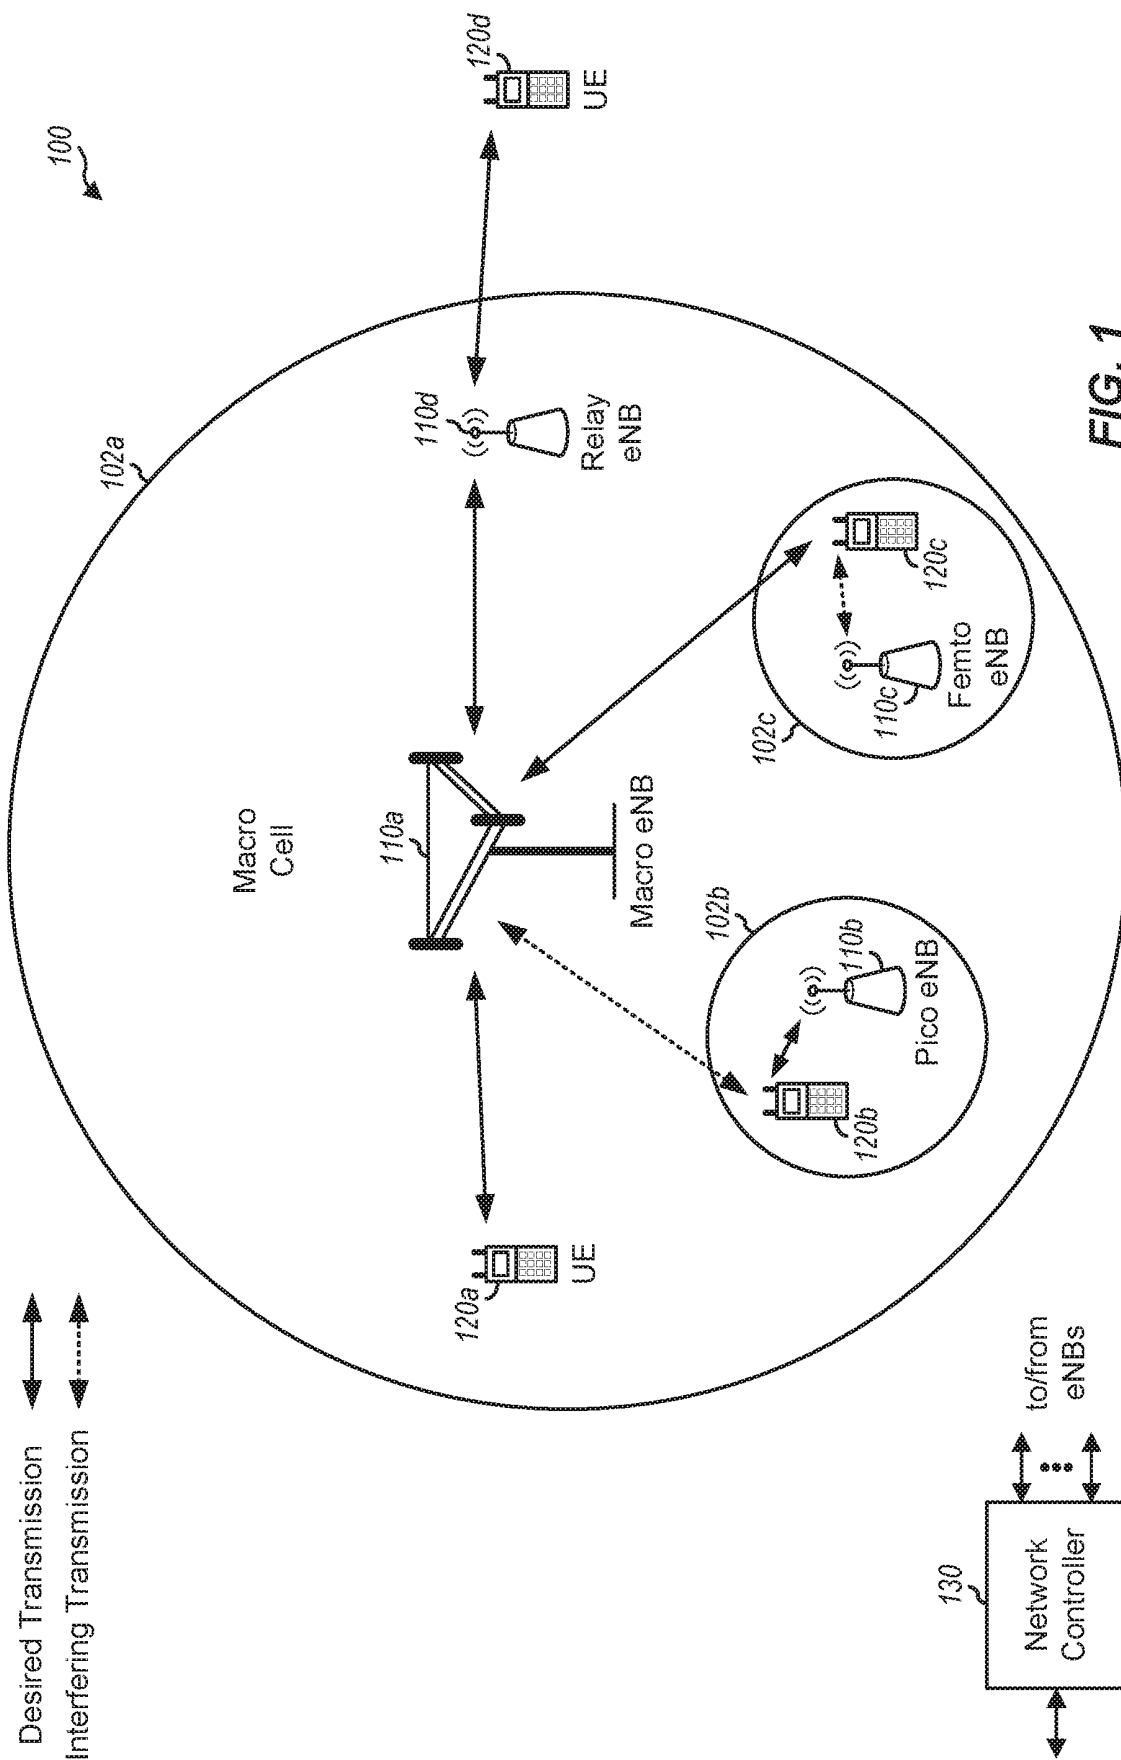 Desired Transmission
Interfering Transmission
100
102a
Macro
Cell
110a
120a
UE
110d
Relay
eNB
120d
UE
Macro eNB
102b
110b
Pico eNB
120b
102c
110c
Femto
eNB
120c
130
Network
Controller
to/from
eNBs
FIG. 1